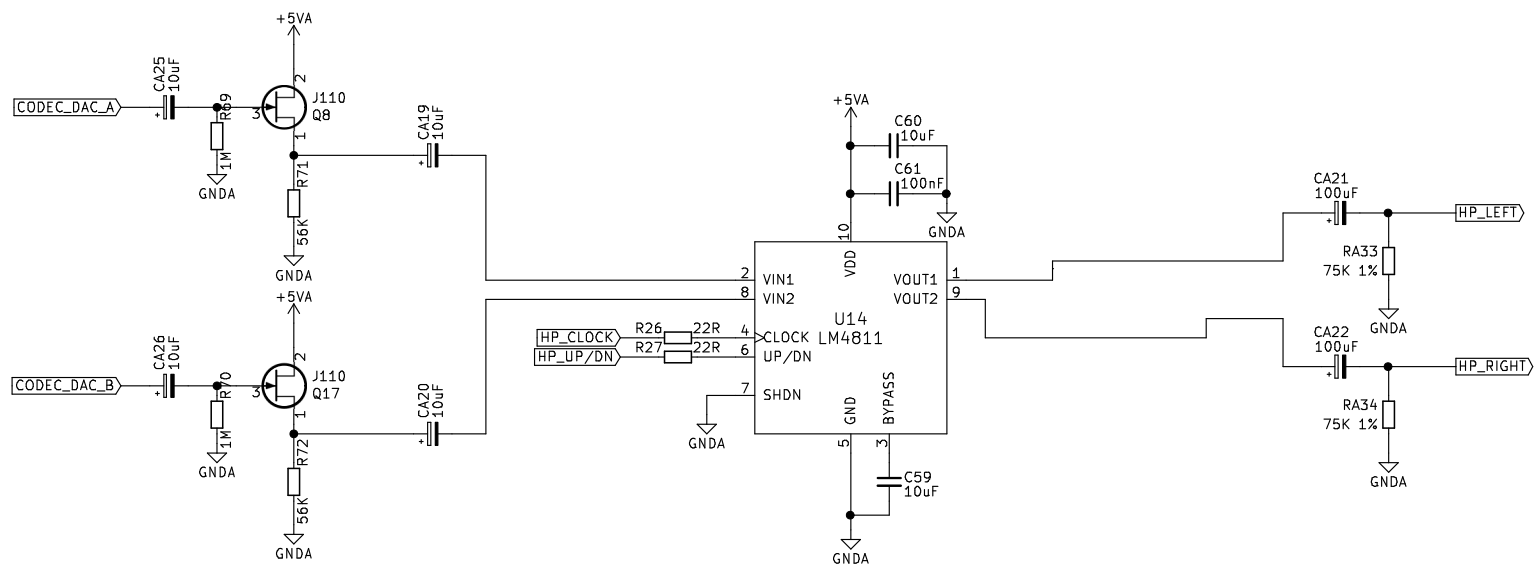 +5VA
CA25
10uF
CODEC_DAC_A
R69
1M
GNDA
3
2
1
J110
Q8
R71
56K
GNDA
CA19
10uF
+5VA
CA26
10uF
CODEC_DAC_B
R70
1M
GNDA
3
2
1
J110
Q17
R72
56K
GNDA
CA20
10uF
+5VA
C60
10uF
C61
100nF
GNDA
10
VDD
2
VIN1
8
VIN2
VOUT1
1
VOUT2
9
U14
LM4811
HP_CLOCK
R26
22R
4
CLOCK
HP_UP/DN
R27
22R
6
UP/DN
7
SHDN
GNDA
GND
BYPASS
5
3
C59
10uF
GNDA
CA21
100uF
HP_LEFT
RA33
75K 1%
GNDA
CA22
100uF
HP_RIGHT
RA34
75K 1%
GNDA